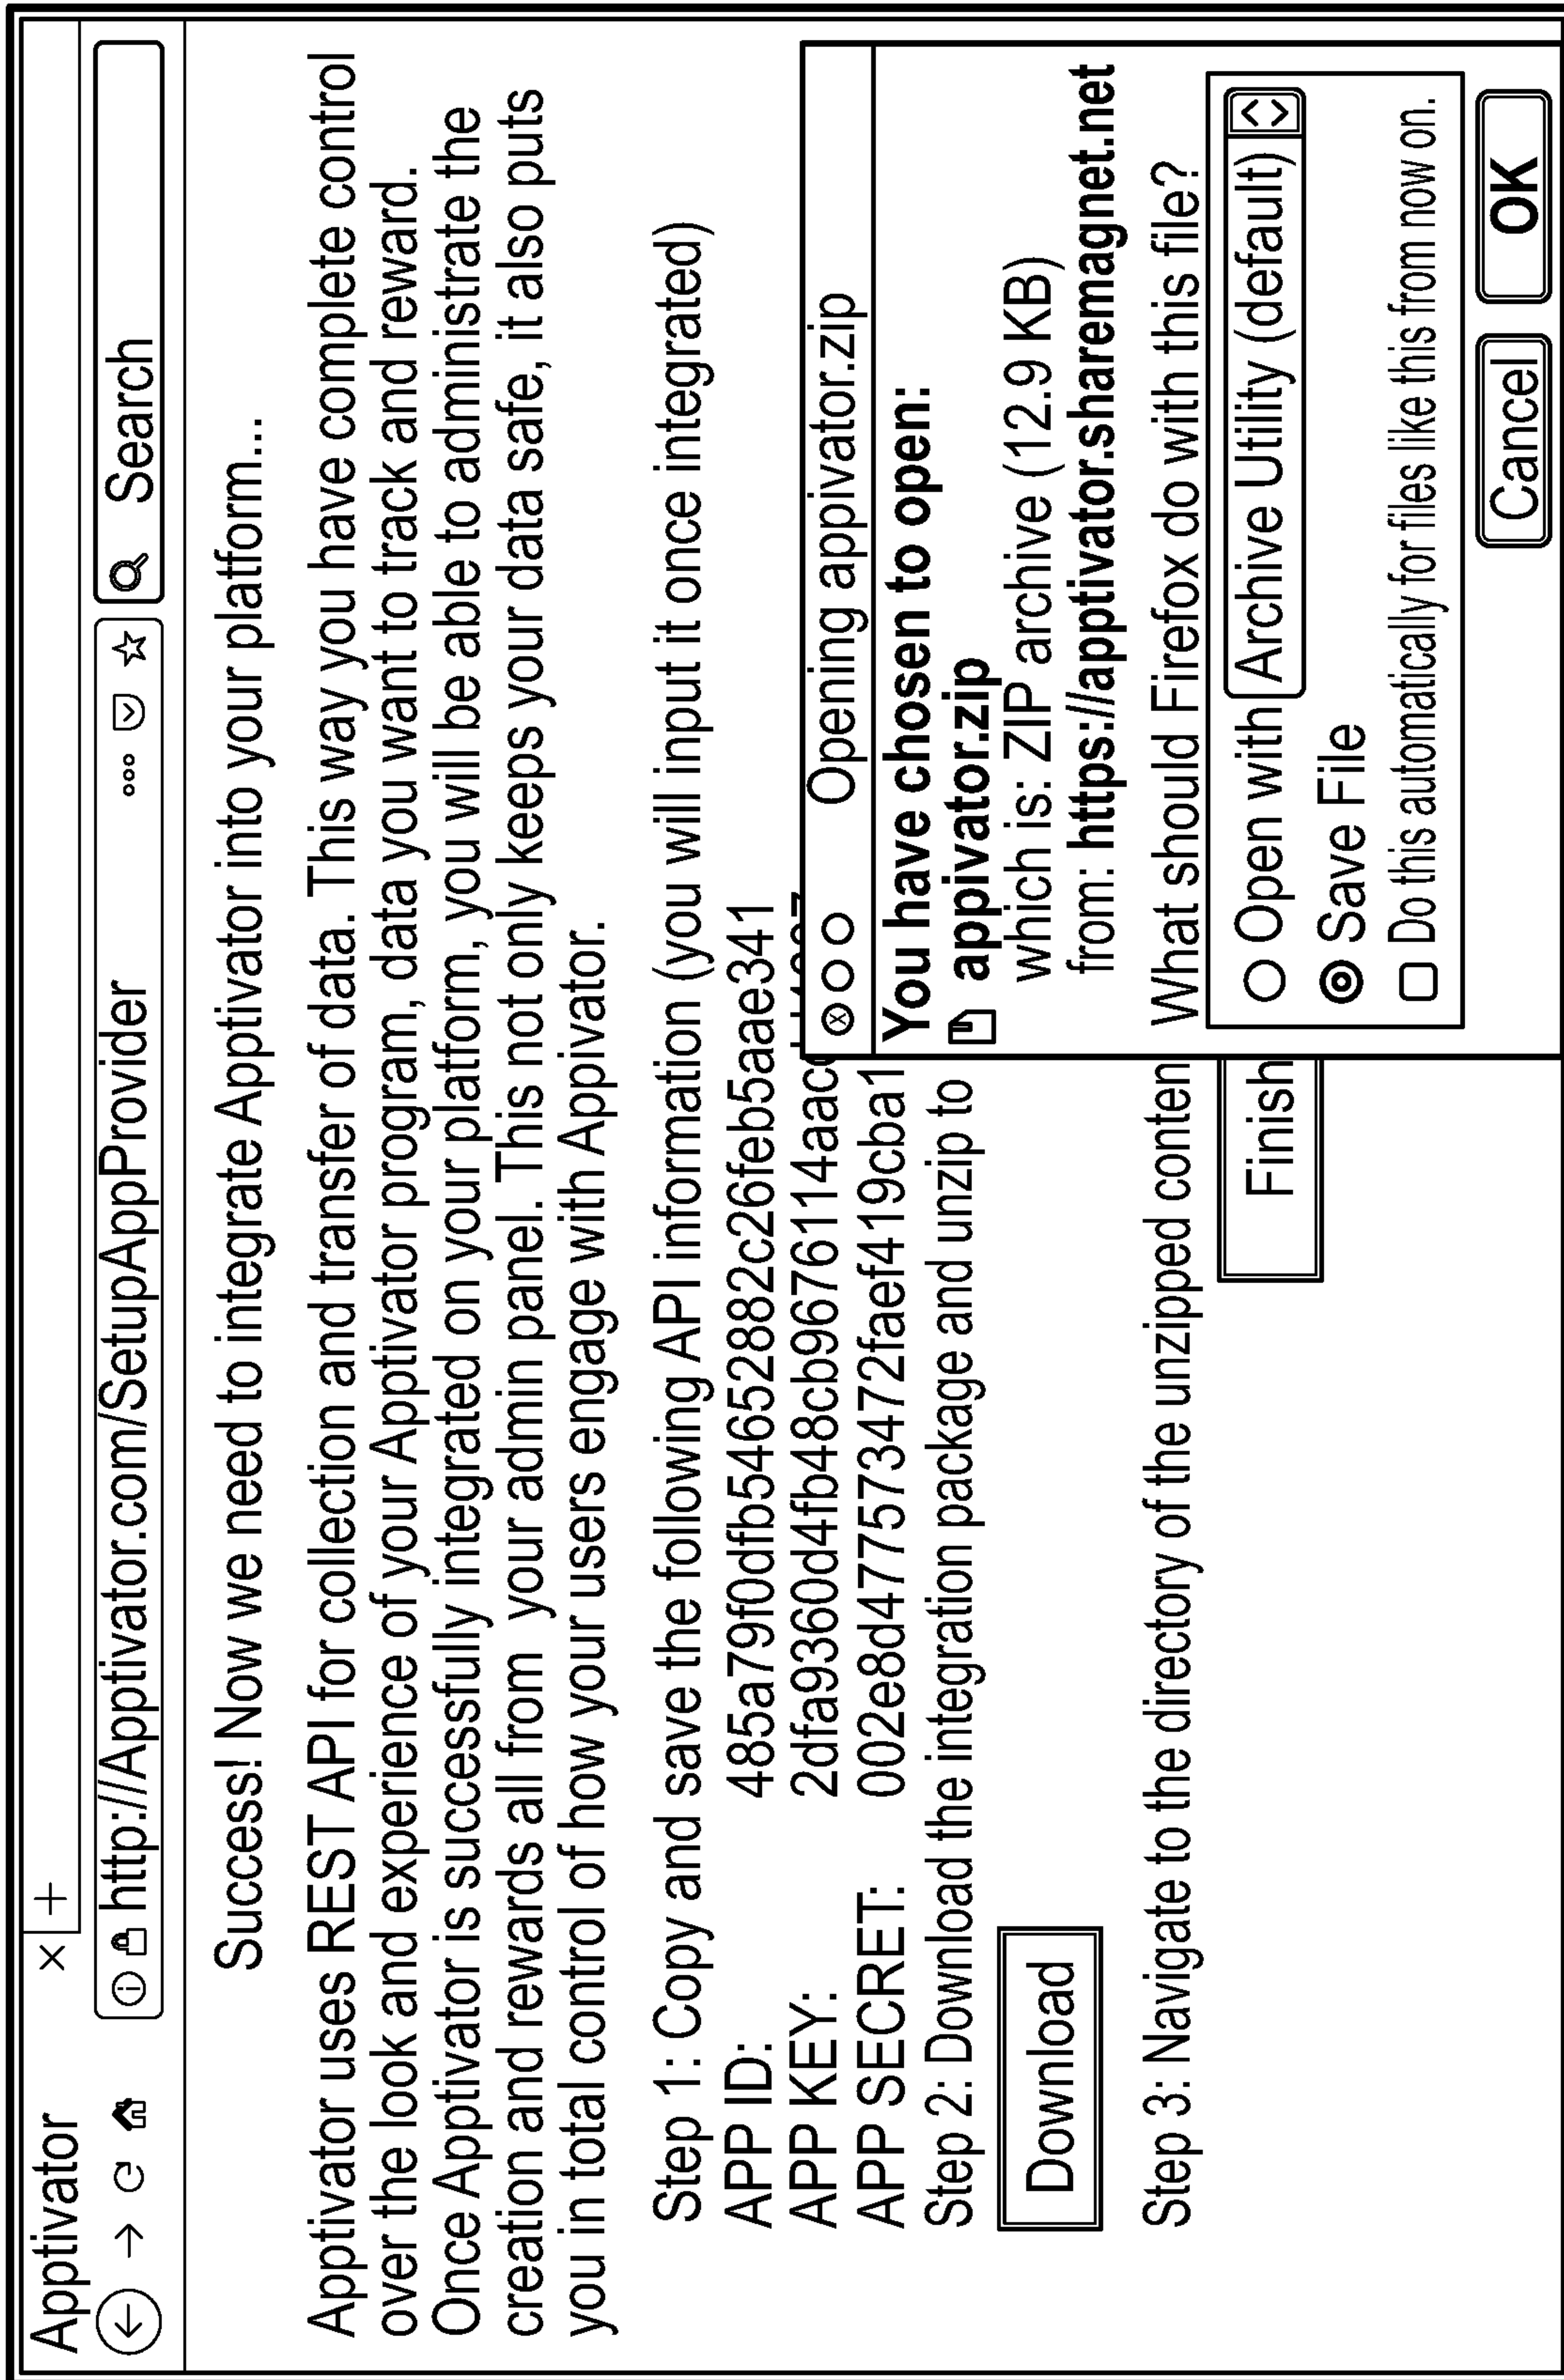 Apptivator
http://Apptivator.com/SetupAppProvider
Search
Success! Now we need to integrate Apptivator into your platform...
Apptivator uses REST API for collection and transfer of data. This way you have complete control
over the look and experience of your Apptivator program, data you want to track and reward.
Once Apptivator is successfully integrated on your platform, you will be able to administrate the
creation and rewards all from your admin panel. This not only keeps your data safe, it also puts
you in total control of how your users engage with Appivator.
Step 1: Copy and save the following API information (you will input it once integrated)
APP ID: 485a79f0dfb54652882c26feb5aae341
APP KEY: 2dfa9360d4fb48cb9676114aac
APP SECRET: 002e8d477573472faef419cba1
Step 2: Download the integration package and unzip to
Download
Step 3: Navigate to the directory of the unzipped conten
Finish
Opening appivator.zip
You have chosen to open:
appivator.zip
which is: ZIP archive (12.9 KB)
from: https://apptivator.sharemagnet.net
What should Firefox do with this file?
Open with Archive Utility (default)
Save File
Do this automatically for files like this from now on.
Cancel OK